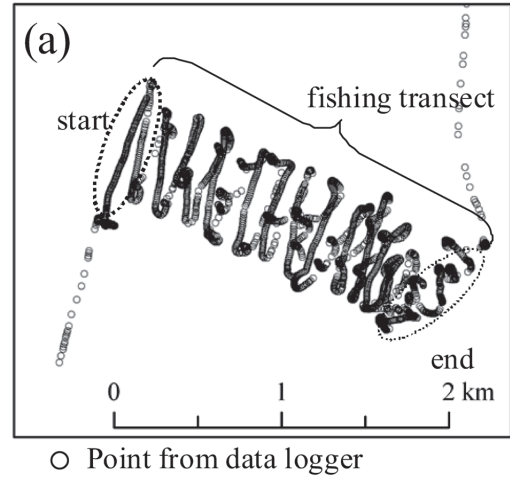 (a)
fishing transect
start
end
0 1 2 km
Point from data logger